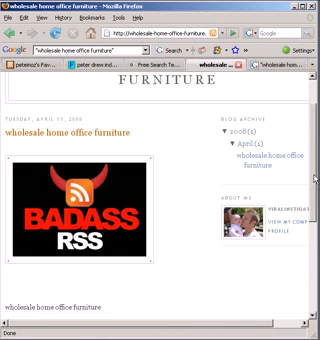 wholesale home office furniture - Mozilla Firefox
File Edit View History Bookmarks Tools Help
http://wholesale-home-office-furniture.
Google
Google "wholesale home office furniture" Search Settings
peteinoz's Fav... peter drew ind... Free Search Te... wholesale ... "wholesale hom...
FURNITURE
TUESDAY, APRIL 15, 2008
wholesale home office furniture
BADASS
RSS
wholesale home office furniture
BLOG ARCHIVE
▼ 2008 (1)
▼ April (1)
wholesale home office
furniture
ABOUT ME
VIRALINSTIGAT
VIEW MY COMP
PROFILE
Done